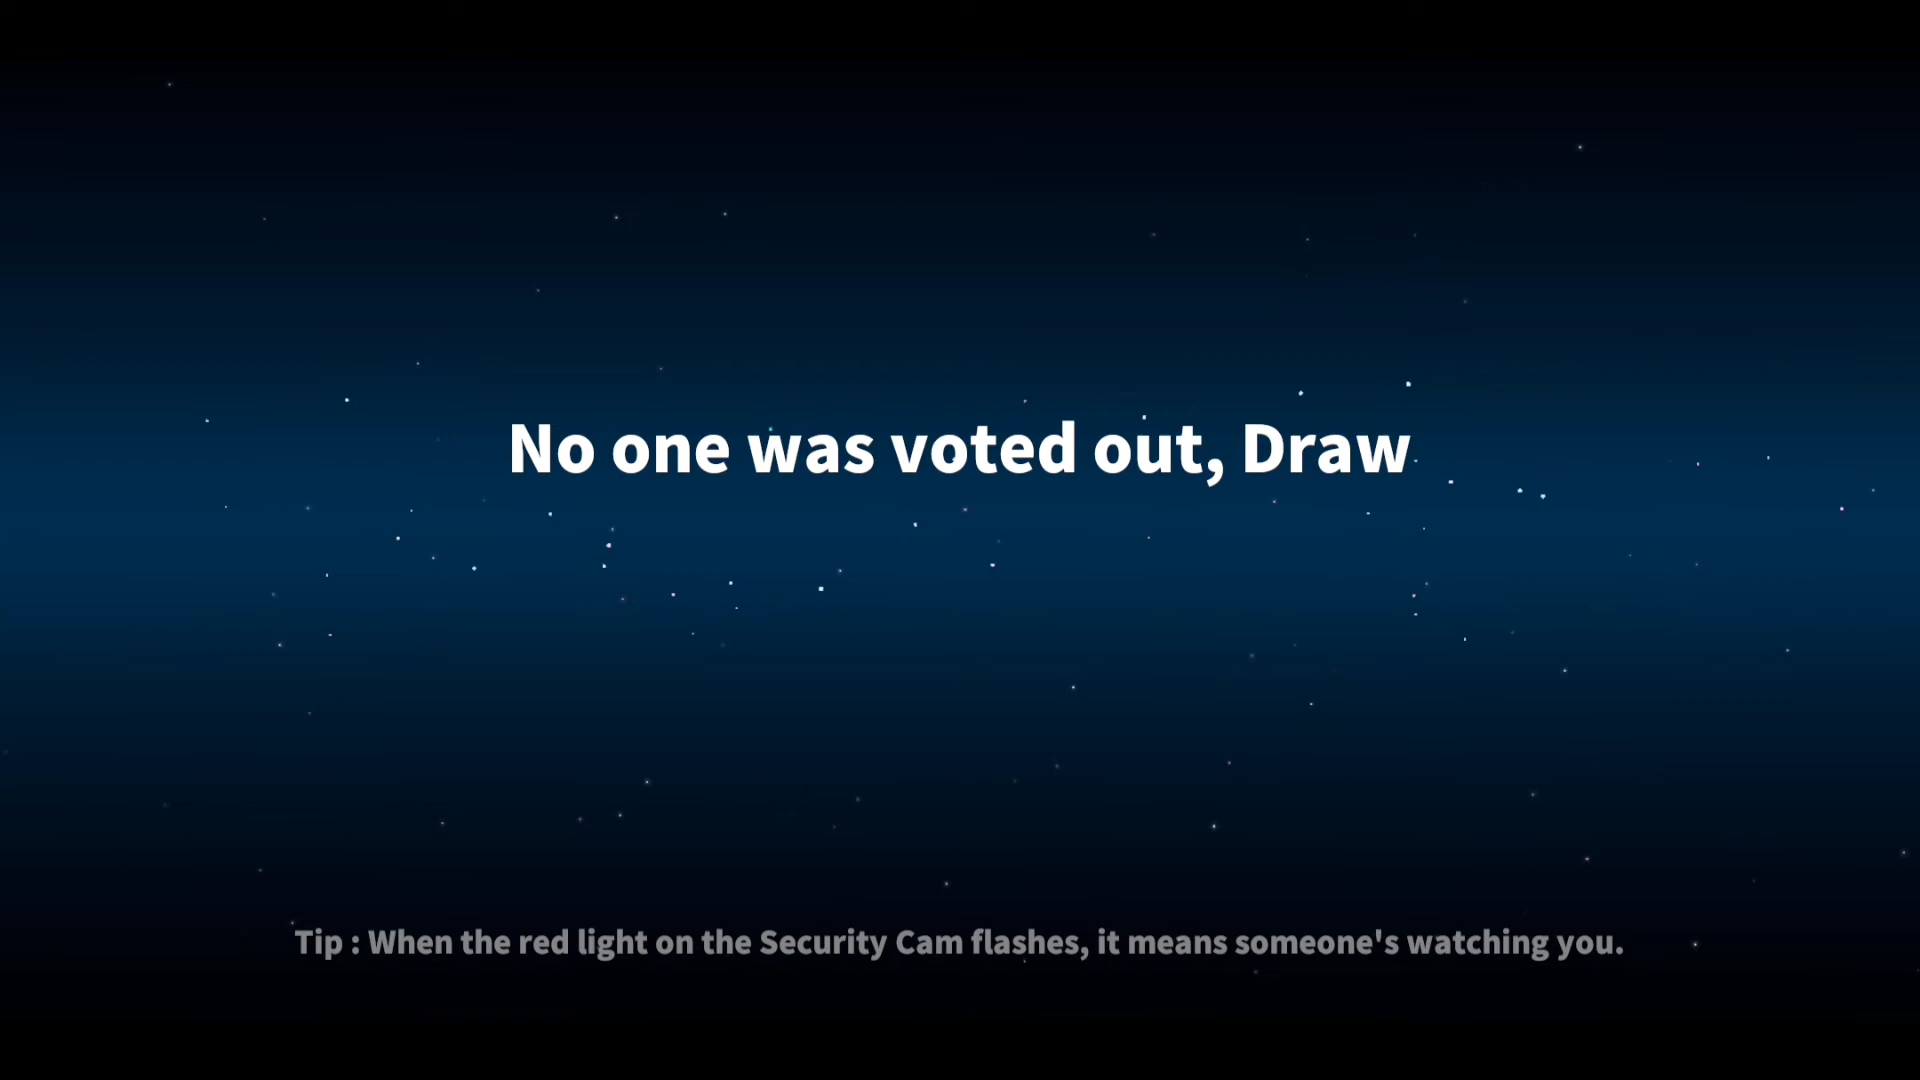 No one was voted out, Draw
Tip : When the red light on the Security Cam flashes, it means someone's watching you.